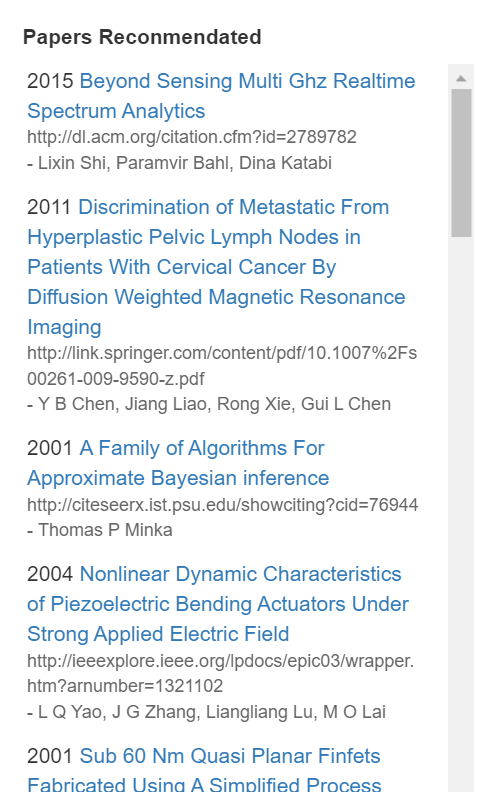 Papers Reconmendated
2015 Beyond Sensing Multi Ghz Realtime
Spectrum Analytics
http://dl.acm.org/citation.cfm?id=2789782
- Lixin Shi, Paramvir Bahl, Dina Katabi
2011 Discrimination of Metastatic From
Hyperplastic Pelvic Lymph Nodes in
Patients With Cervical Cancer By
Diffusion Weighted Magnetic Resonance
Imaging
http://link.springer.com/content/pdf/10.1007%2Fs
00261-009-9590-z.pdf
- Y B Chen, Jiang Liao, Rong Xie, Gui L Chen
2001 A Family of Algorithms For
Approximate Bayesian inference
http://citeseerx.ist.psu.edu/showciting?cid=76944
- Thomas P Minka
2004 Nonlinear Dynamic Characteristics
of Piezoelectric Bending Actuators Under
Strong Applied Electric Field
http://ieeexplore.ieee.org/lpdocs/epic03/wrapper.
htm?arnumber=1321102
- L Q Yao, J G Zhang, Liangliang Lu, M O Lai
2001 Sub 60 Nm Quasi Planar Finfets
Fabricated Using A Simplified Process